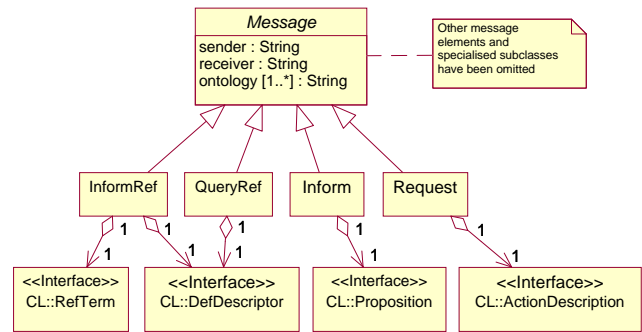 Message
sender : String
receiver : String
ontology [1..*] : String
Other message
elements and
specialised subclasses
have been omitted
InformRef
QueryRef
Inform
Request
1
1
1
1
1
1
1
1
1
1
<<Interface>>
CL::RefTerm
<<Interface>>
CL::DefDescriptor
<<Interface>>
CL::Proposition
<<Interface>>
CL::ActionDescription